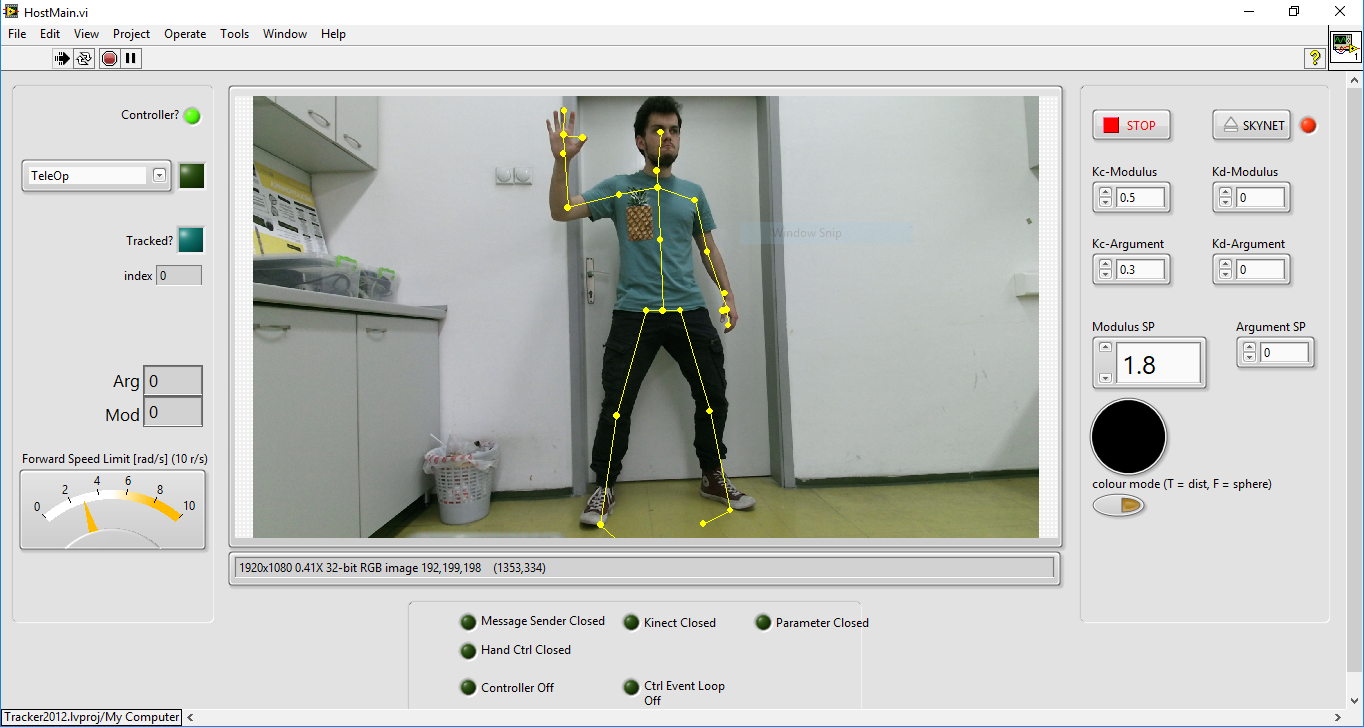 HostMain.vi
File Edit View Project Operate Tools Window Help
1
Controller?
TeleOp
Tracked?
index 0
Arg 0
Mod 0
Forward Speed Limit [rad/s] (10 r/s)
0 2 4 6 8 10
Window Snip
1920x1080 0.41X 32-bit RGB image 192,199,198 (1353,334)
Message Sender Closed Kinect Closed Parameter Closed
Hand Ctrl Closed
Controller Off Ctrl Event Loop
Off
STOP SKYNET
Kc-Modulus Kd-Modulus
0.5 0
Kc-Argument Kd-Argument
0.3 0
Modulus SP Argument SP
1.8 0
colour mode (T = dist, F = sphere)
Tracker2012.lvproj/My Computer